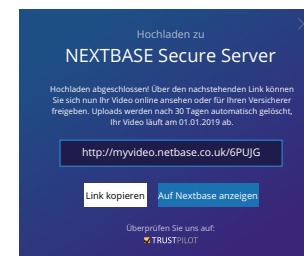 Hochladen zu
NEXTBASE Secure Server
Hochladen abgeschlossen! Über den nachstehenden Link können
Sie sich nun Ihr Video online ansehen oder für Ihren Versicherer
freigeben. Uploads werden nach 30 Tagen automatisch gelöscht,
Ihr Video läuft am 01.01.2019 ab.
http://myvideo.netbase.co.uk/6PUJG
Link kopieren Auf Nextbase anzeigen
Überprüfen Sie uns auf:
TRUSTPILOT